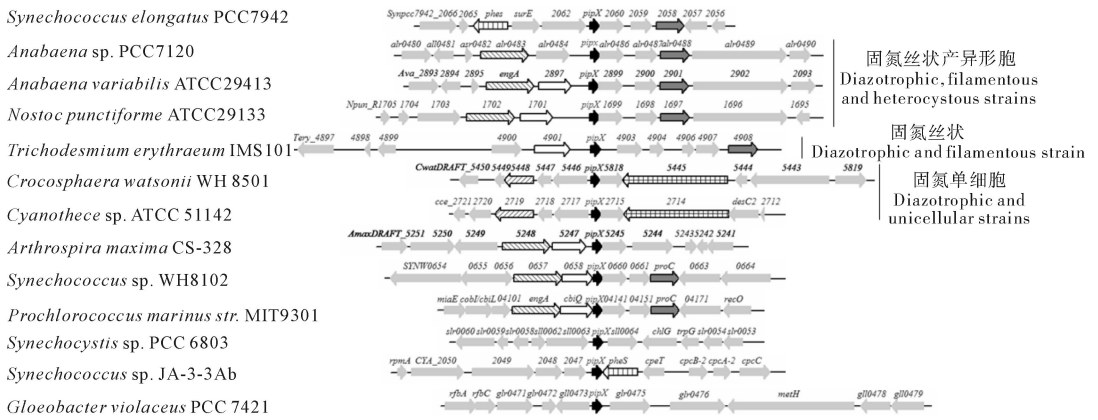 Synechococcus elongatus PCC7942 Synpcc7942_2066 2065 phes surE 2062 pipX 2060 2059 2058 2057 2056
Anabaena sp. PCC7120 alr0480 all0481 asr0482 alr0483 alr0484 pipx alr0486 alr0487 alr0488 alr0489 alr0490
固氮丝状产异形胞
Diazotrophic, filamentous
and heterocystous strains
Anabaena variabilis ATCC29413 Ava_2893 2894 2895 engA 2897 pipX 2899 2900 2901 2902 2093
Nostoc punctiforme ATCC29133 Npun_R1705 1704 1703 1702 1701 pipX 1699 1698 1697 1696 1695
Trichodesmium erythraeum IMS101 Tery_4897 4898 4899 4900 4901 pipX 4903 4904 4906 4907 4908
固氮丝状
Diazotrophic and filamentous strain
Crocosphaera watsonii WH 8501 CwatDRAFT_5450 5449 5448 5447 5446 pipX 5818 5445 5444 5443 5819
固氮单细胞
Diazotrophic and
unicellular strains
Cyanothece sp. ATCC 51142 cce_2721 2720 2719 2718 2717 pipX 2715 2714 desC2 2712
Arthrospira maxima CS-328 AmaxDRAFT_5251 5250 5249 5248 5247 pipX 5245 5244 5243 5242 5241
Synechococcus sp. WH8102 SYNW0654 0655 0656 0657 0658 pipX 0660 0661 proC 0663 0664
Prochlorococcus marinus str. MIT9301 miaE cobI/cbiL 04101 engA cbiQ pipX 04141 04151 proC 04171 recO
Synechocystis sp. PCC 6803 slr0060 slr0059 slr0058 sll0062 sll0063 pipX sll0064 chlG trpG slr0054 slr0053
Synechococcus sp. JA-3-3Ab rpmA CYA_2050 2049 2048 2047 pipX pheS cpeT cpcB-2 cpcA-2 cpcC
Gloeobacter violaceus PCC 7421 rfbA rfbC glr0471 glr0472 gll0473 pipX glr0475 glr0476 metH gll0478 gll0479